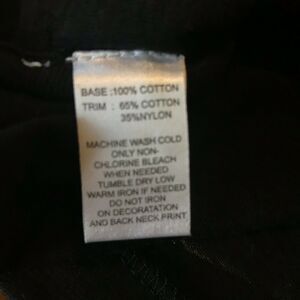 BASE :100% COTTON
TRIM : 65% COTTON
35%NYLON
MACHINE WASH COLD
ONLY NON-
CHLORINE BLEACH
WHEN NEEDED
TUMBLE DRY LOW
WARM IRON IF NEEDED
DO NOT IRON
ON DECORATATION
AND BACK NECK PRINT